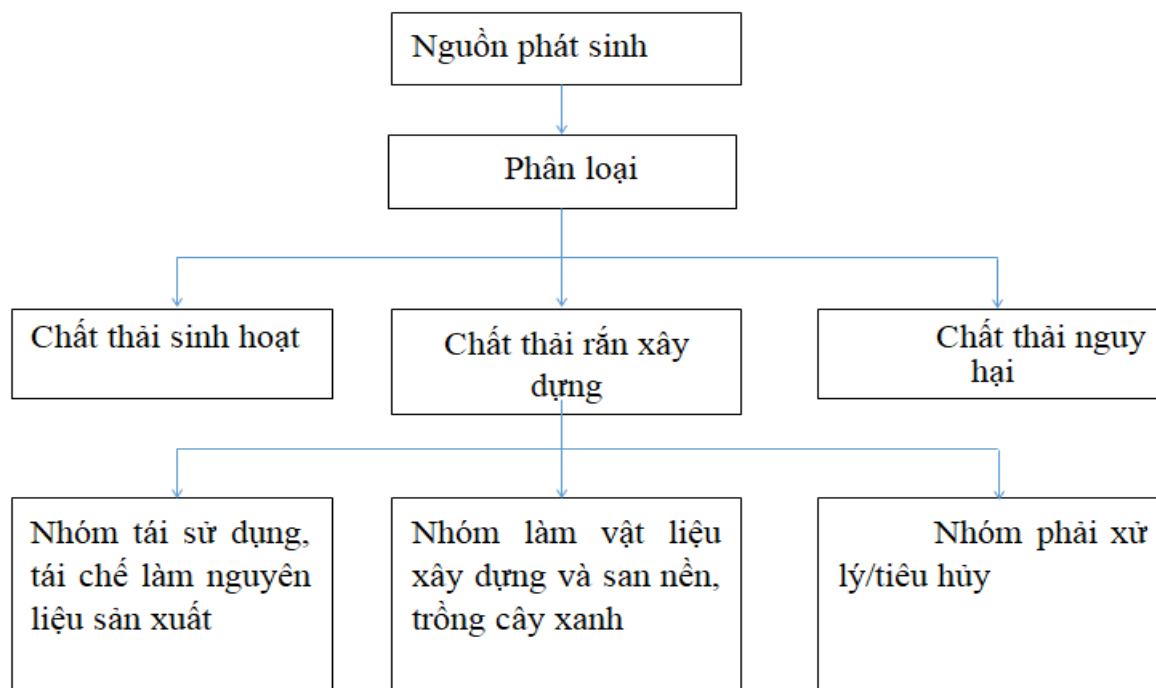 Nguồn phát sinh
Phân loại
Chất thải sinh hoạt
Chất thải rắn xây
dựng
Chất thải nguy
hại
Nhóm tái sử dụng,
tái chế làm nguyên
liệu sản xuất
Nhóm làm vật liệu
xây dựng và san nền,
trồng cây xanh
Nhóm phải xử
lý/tiêu hủy